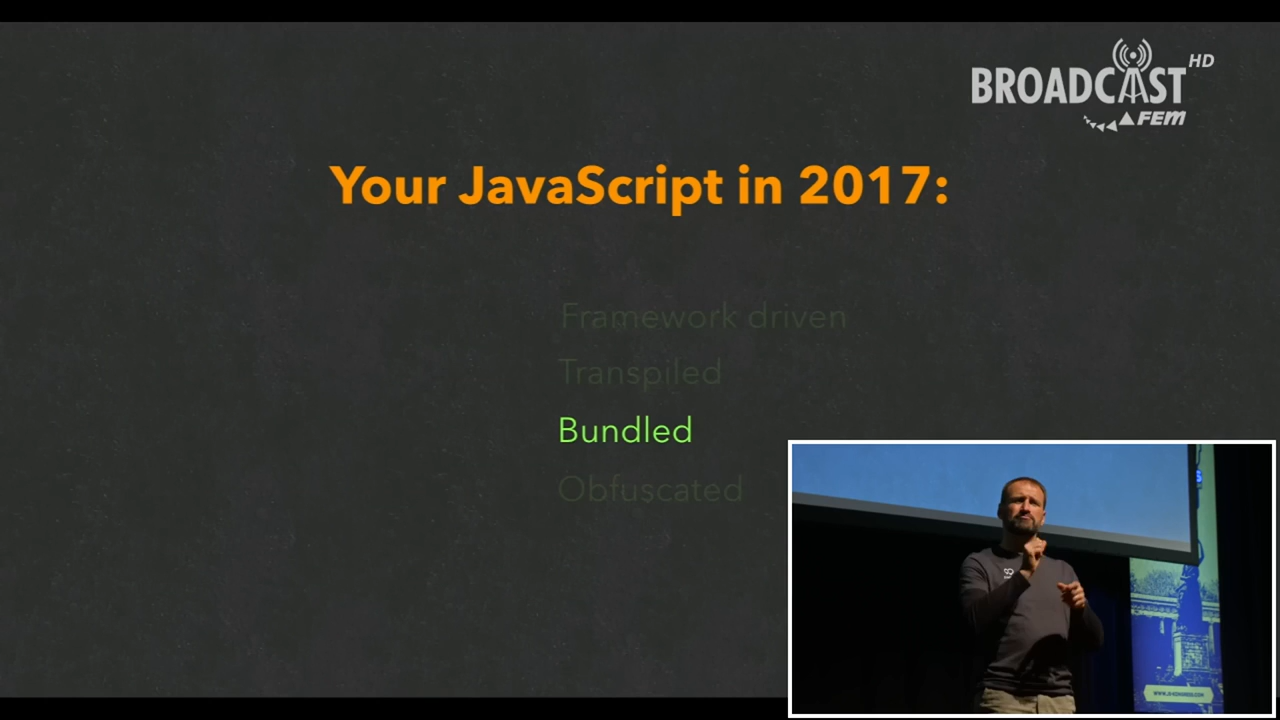 BROADCAST HD
FEM
Your JavaScript in 2017:
Framework driven
Transpiled
Bundled
Obfuscated